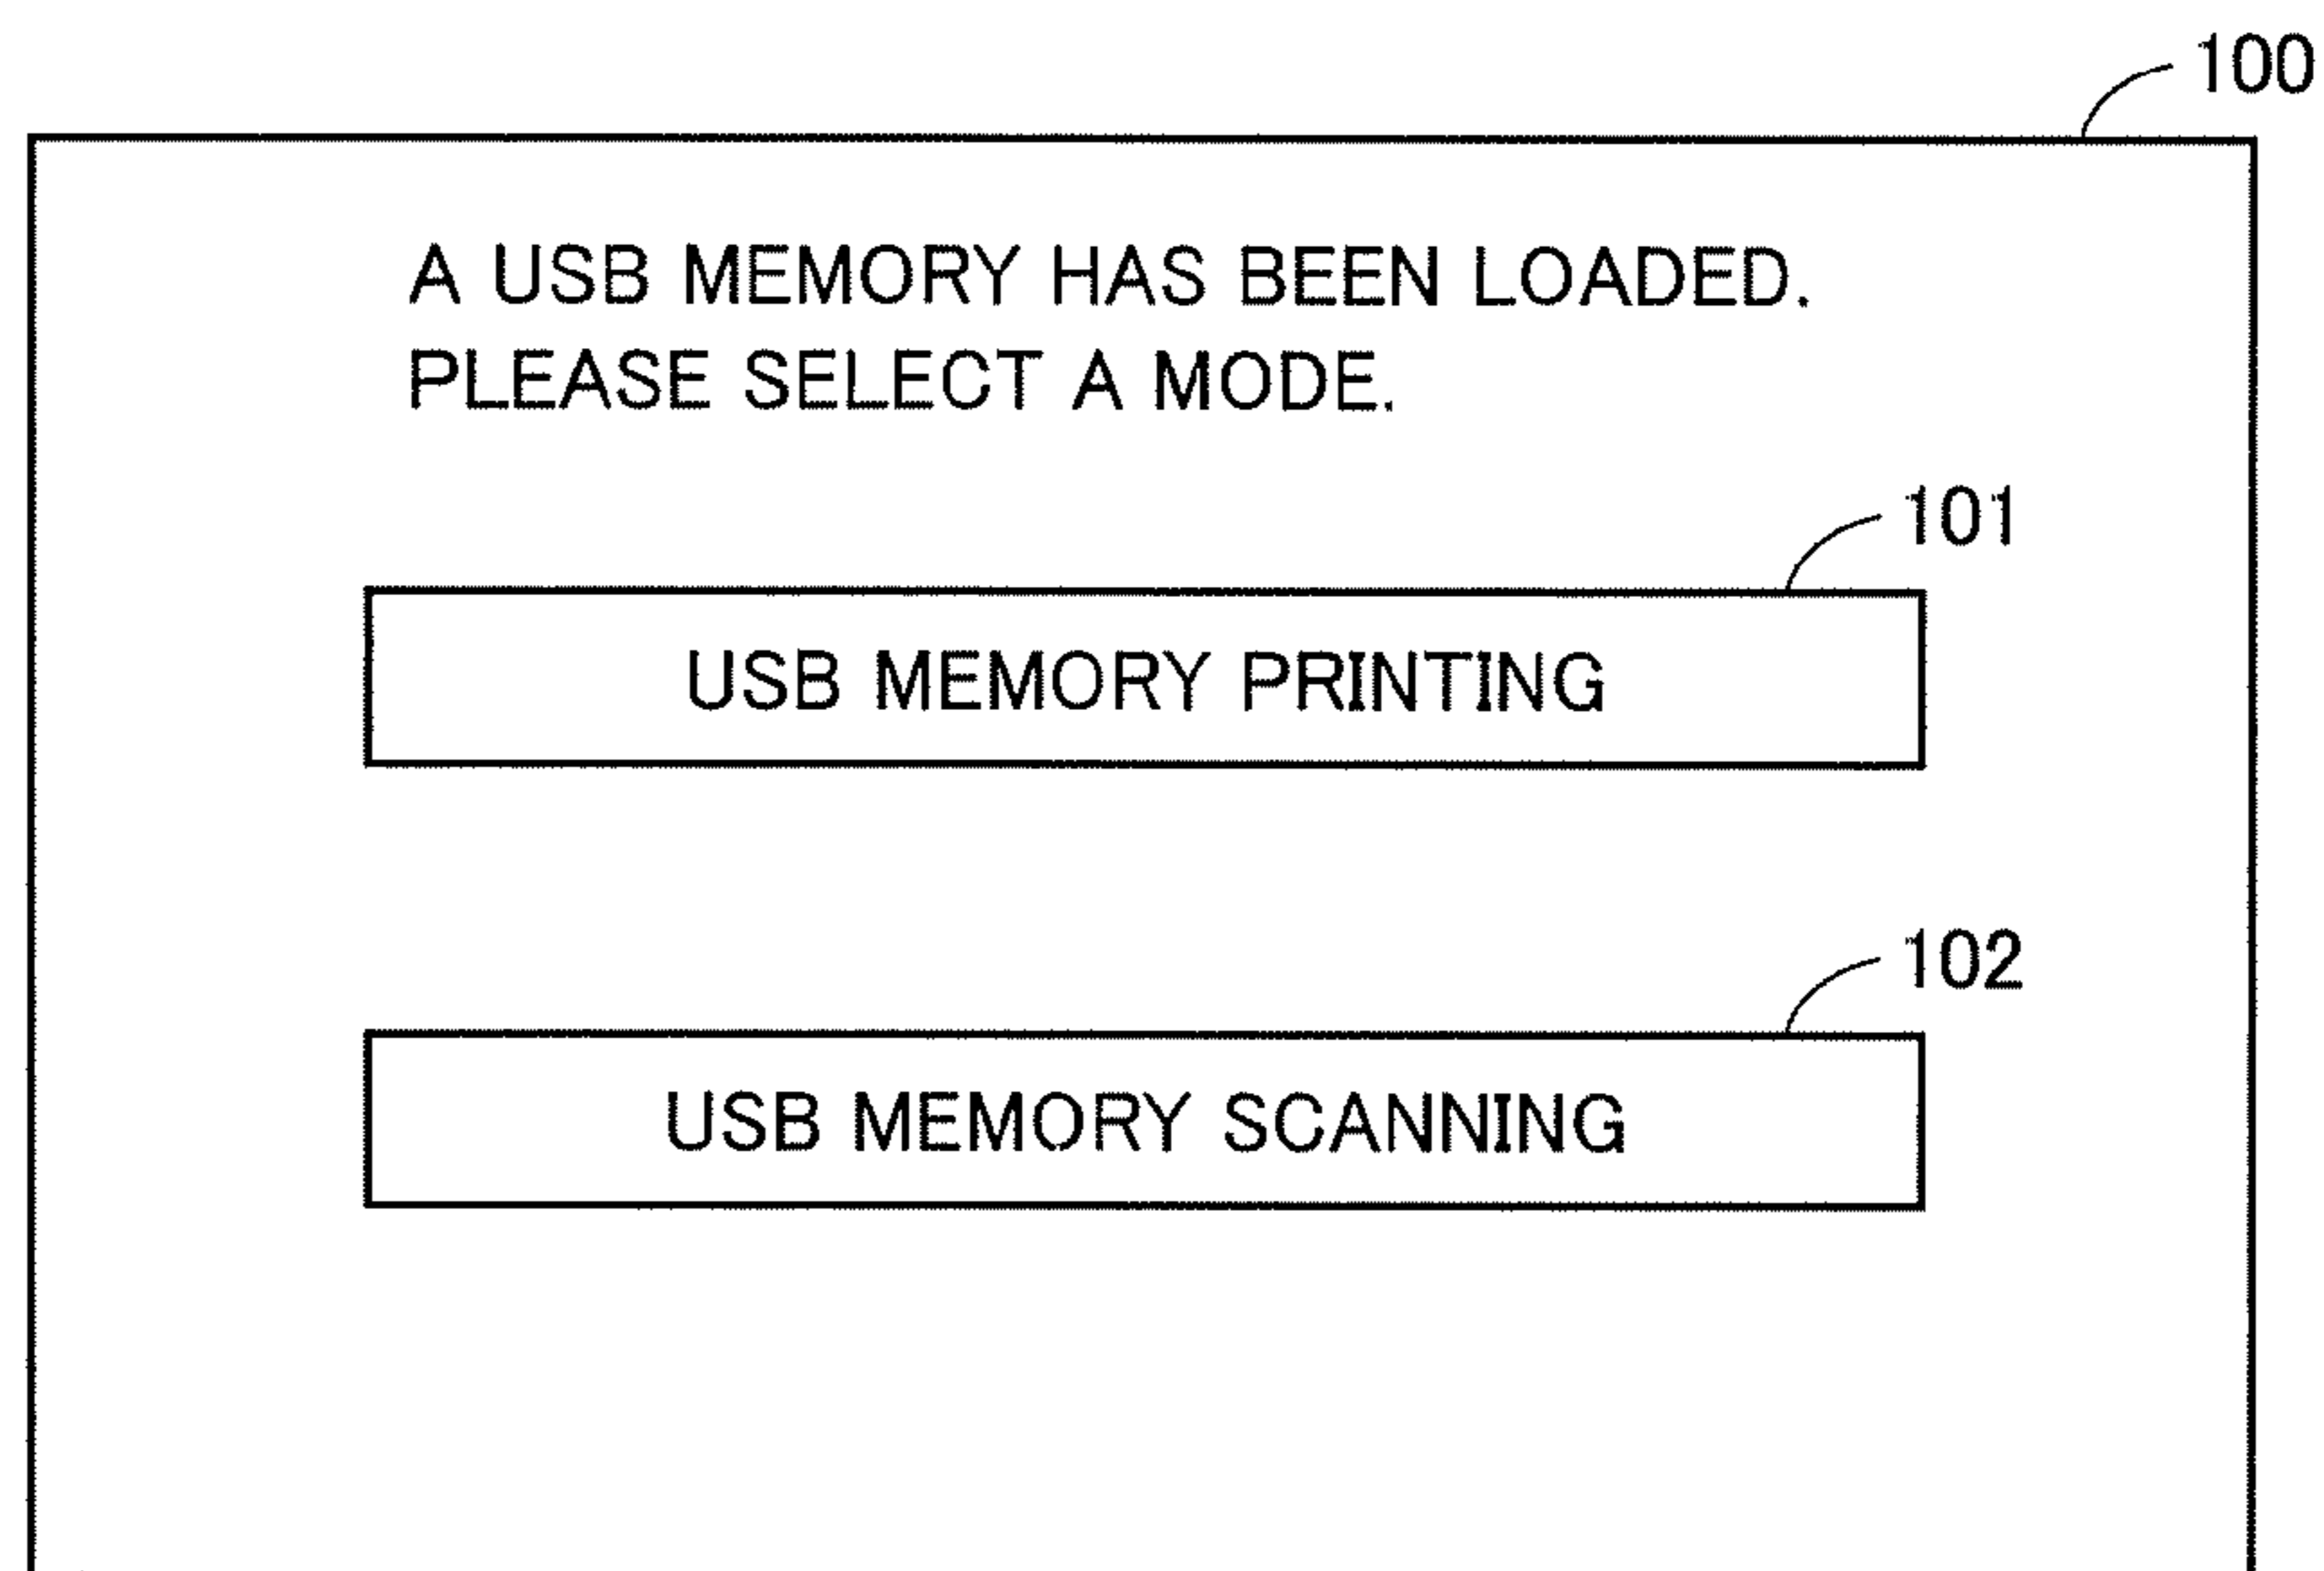 100
A USB MEMORY HAS BEEN LOADED.
PLEASE SELECT A MODE.
101
USB MEMORY PRINTING
102
USB MEMORY SCANNING